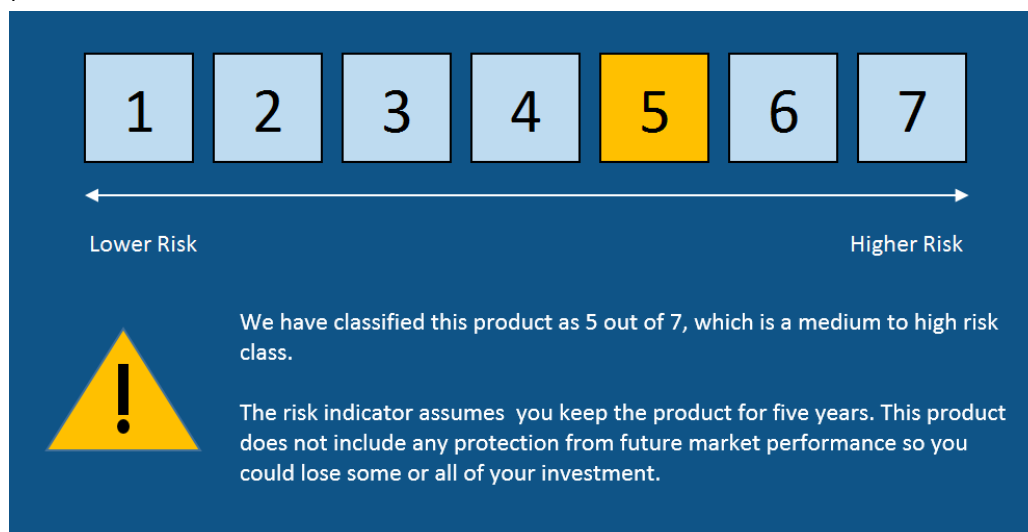 1 2 3 4 5 6 7
Lower Risk Higher Risk
!
We have classified this product as 5 out of 7, which is a medium to high risk
class.
The risk indicator assumes  you keep the product for five years. This product
does not include any protection from future market performance so you
could lose some or all of your investment.